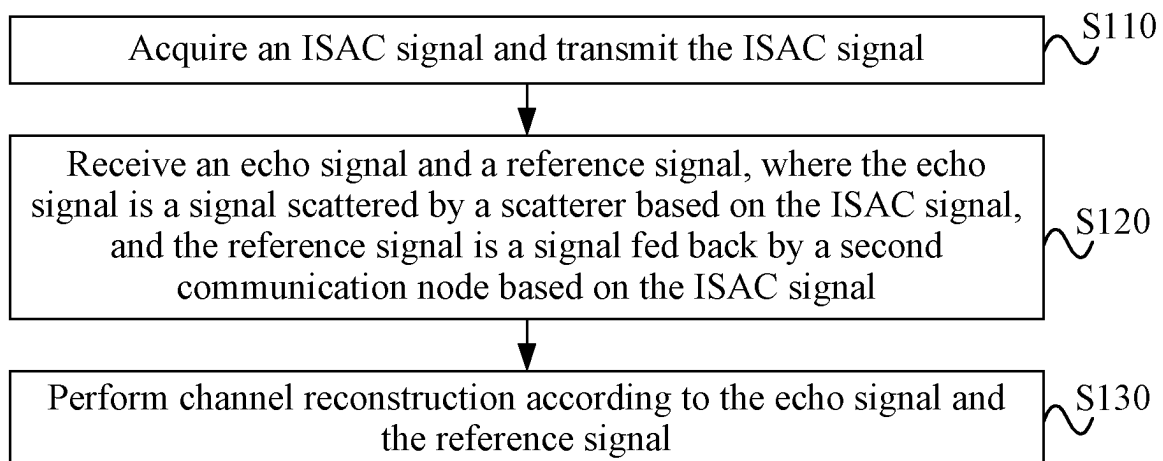 Acquire an ISAC signal and transmit the ISAC signal
S110
Receive an echo signal and a reference signal, where the echo
signal is a signal scattered by a scatterer based on the ISAC signal,
and the reference signal is a signal fed back by a second
communication node based on the ISAC signal
S120
Perform channel reconstruction according to the echo signal and
the reference signal
S130